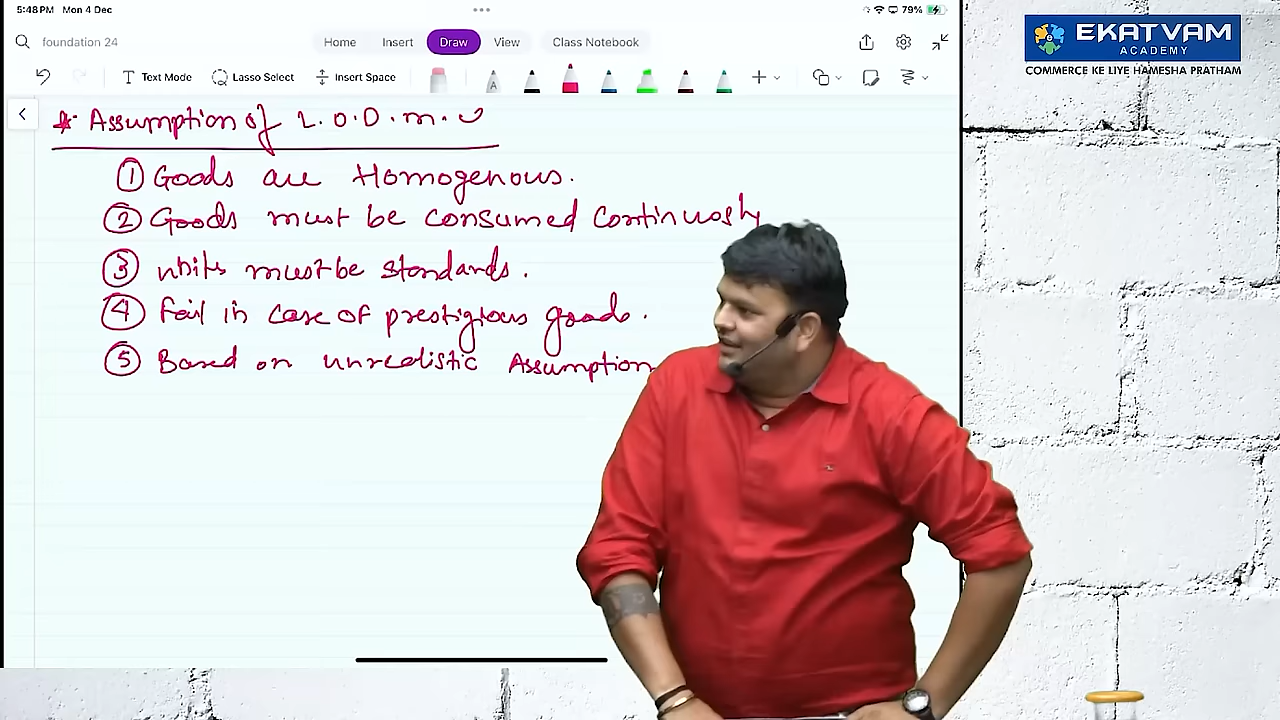 5:48 PM Mon 4 Dec
79%
foundation 24
Home Insert Draw View Class Notebook
Text Mode Lasso Select Insert Space
EKATVAM
ACADEMY
COMMERCE KE LIYE HAMESHA PRATHAM
Assumption of L.O.D.m.U
① Goods are Homogenous.
② Goods must be consumed continuosly
③ units must be standards.
④ Fail in case of prestigious goods.
⑤ Based on unrealistic Assumption